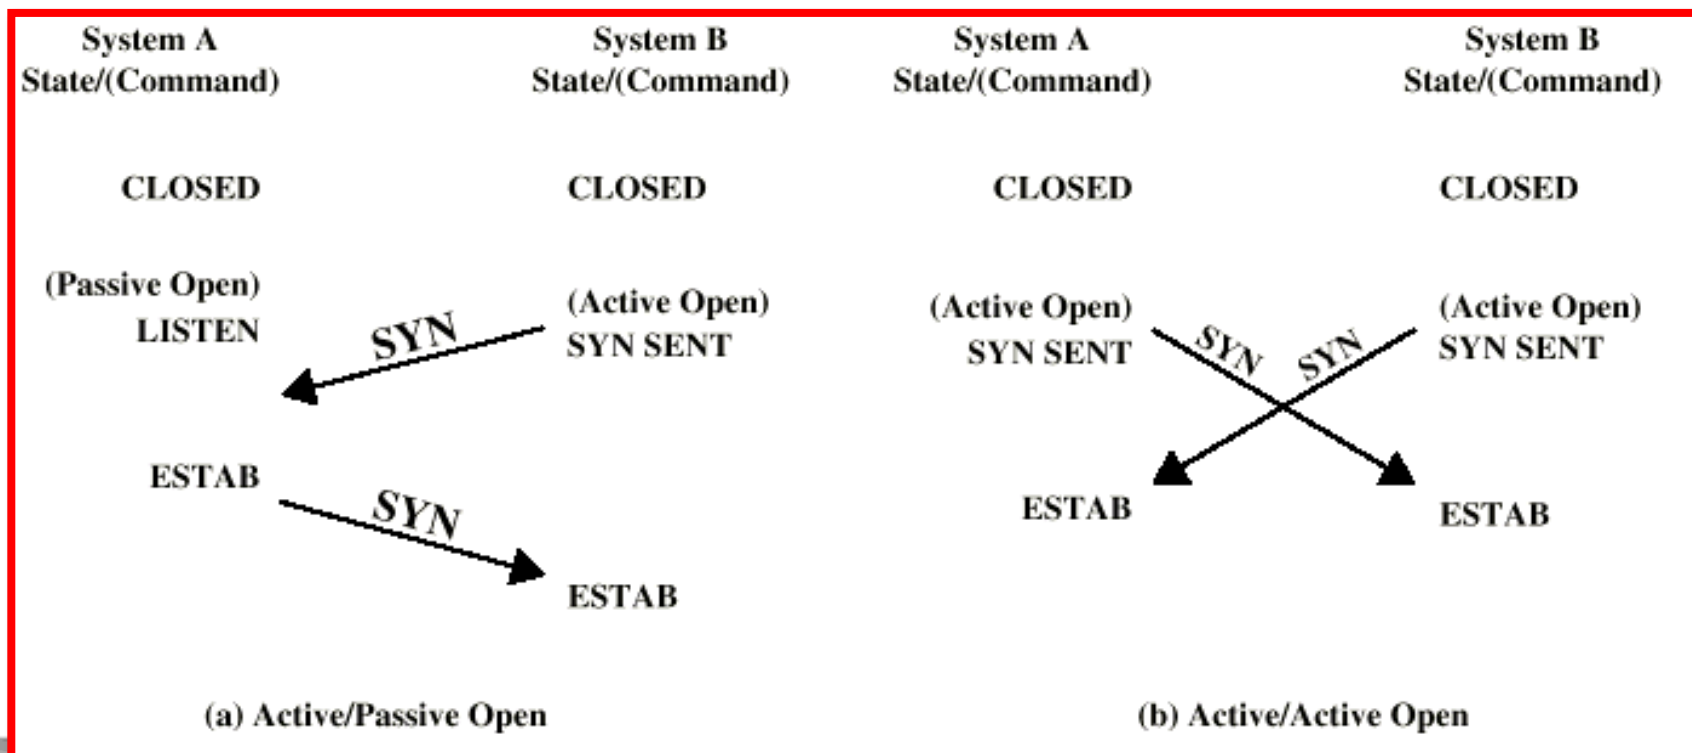 System A
State/(Command)
System B
State/(Command)
CLOSED
CLOSED
(Passive Open)
LISTEN
(Active Open)
SYN SENT
SYN
ESTAB
SYN
ESTAB
(a) Active/Passive Open
System A
State/(Command)
System B
State/(Command)
CLOSED
CLOSED
(Active Open)
SYN SENT
(Active Open)
SYN SENT
SYN
SYN
ESTAB
ESTAB
(b) Active/Active Open